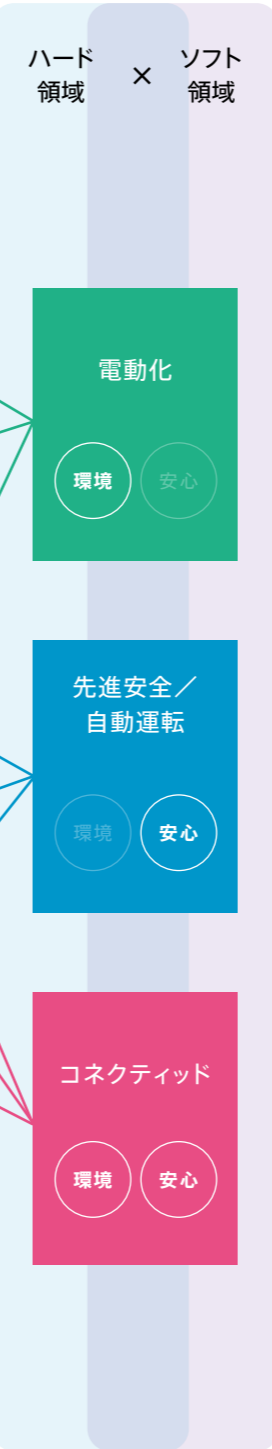 ハード × ソフト
領域 領域
電動化
環境 安心
先進安全／
自動運転
環境 安心
コネクティッド
環境 安心